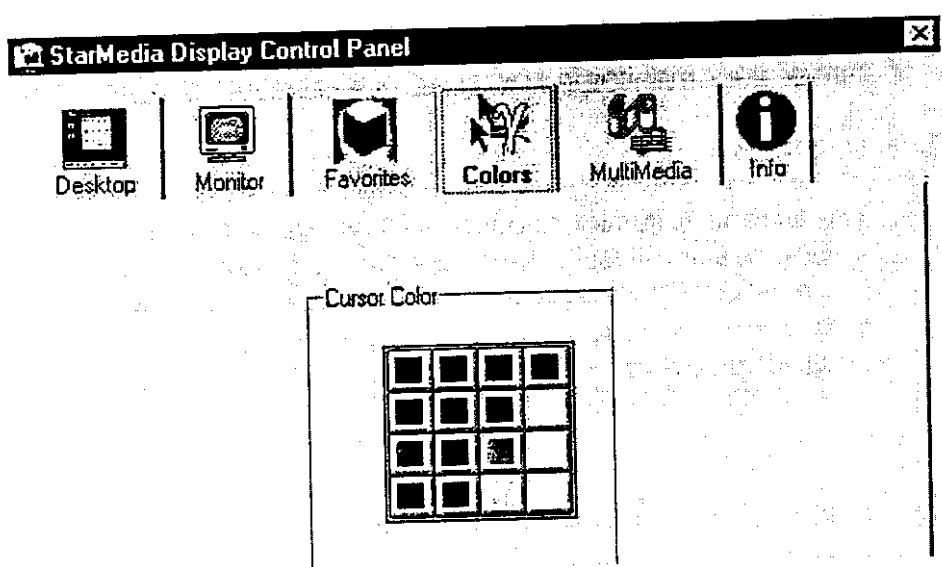 StarMedia Display Control Panel
Desktop Monitor Favorites Colors MultiMedia Info
Cursor Color